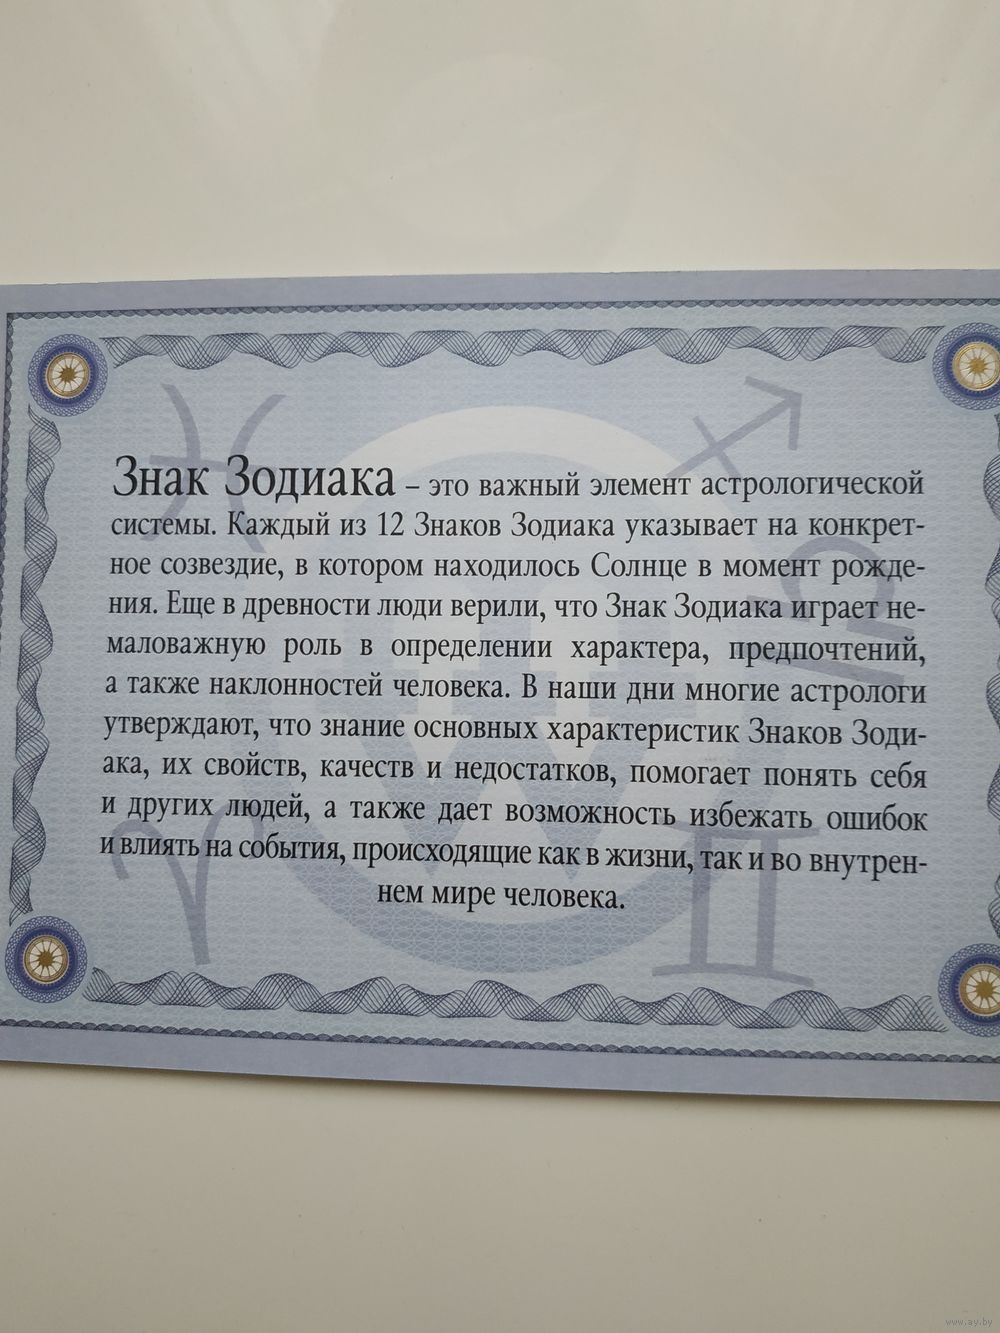 Знак Зодиака – это важный элемент астрологической
системы. Каждый из 12 Знаков Зодиака указывает на конкрет-
ное созвездие, в котором находилось Солнце в момент рожде-
ния. Еще в древности люди верили, что Знак Зодиака играет не-
маловажную роль в определении характера, предпочтений,
а также наклонностей человека. В наши дни многие астрологи
утверждают, что знание основных характеристик Знаков Зоди-
ака, их свойств, качеств и недостатков, помогает понять себя
и других людей, а также дает возможность избежать ошибок
и влиять на события, происходящие как в жизни, так и во внутрен-
нем мире человека.
www.ay.by